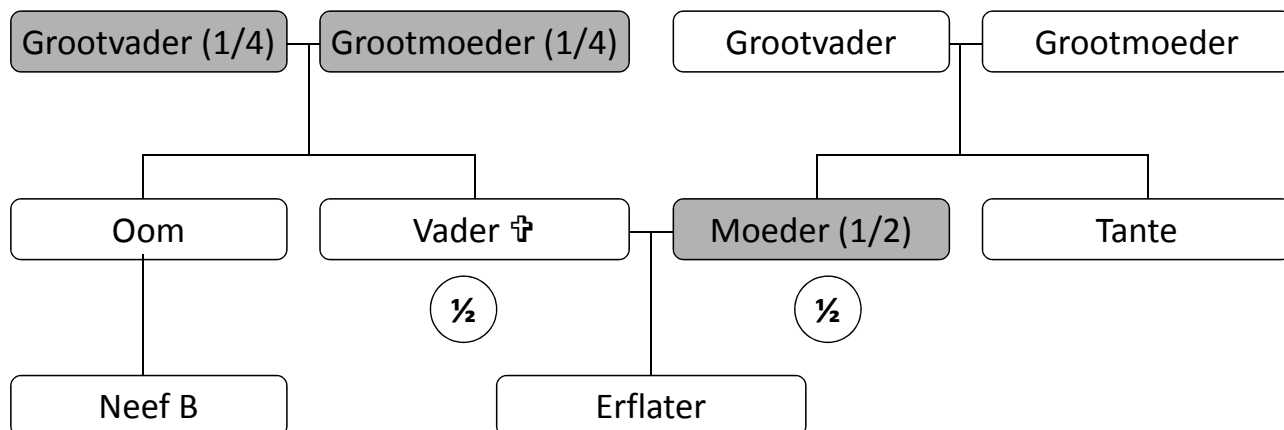 Grootvader (1/4)
Grootmoeder (1/4)
Grootvader
Grootmoeder
Oom
Vader ✞
Moeder (1/2)
Tante
½
½
Neef B
Erflater